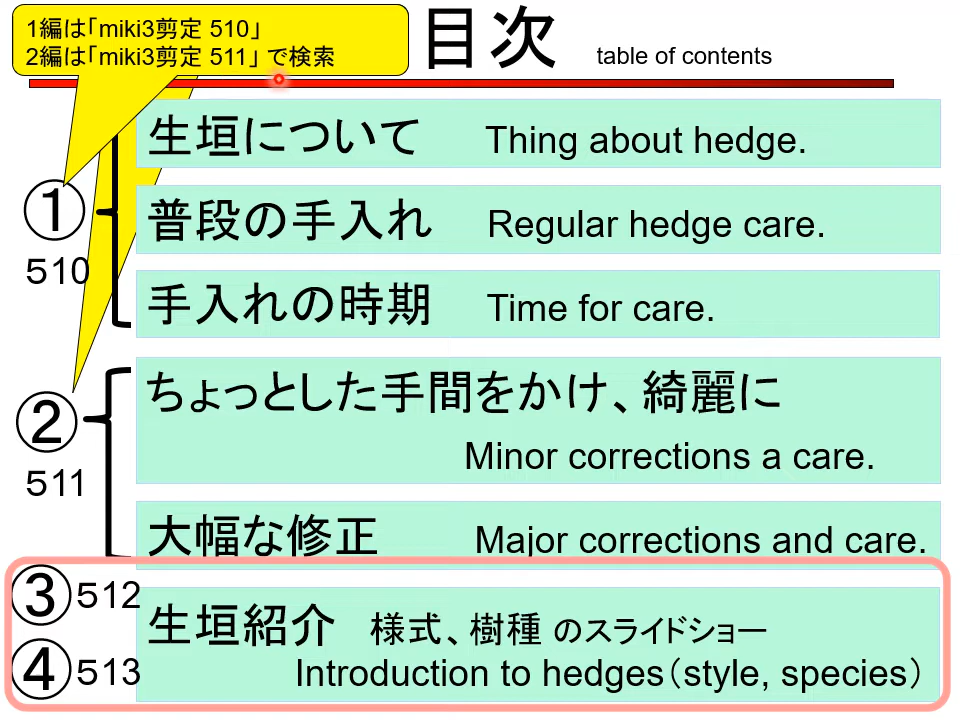 1編は｢miki3剪定 510｣
2編は｢miki3剪定 511｣ で検索
目次 table of contents
生垣について Thing about hedge.
①
普段の手入れ Regular hedge care.
510
手入れの時期 Time for care.
ちょっとした手間をかけ、綺麗に
②
Minor corrections a care.
511
大幅な修正 Major corrections and care.
③512
生垣紹介 様式、樹種 のスライドショー
④513
Introduction to hedges（style, species）